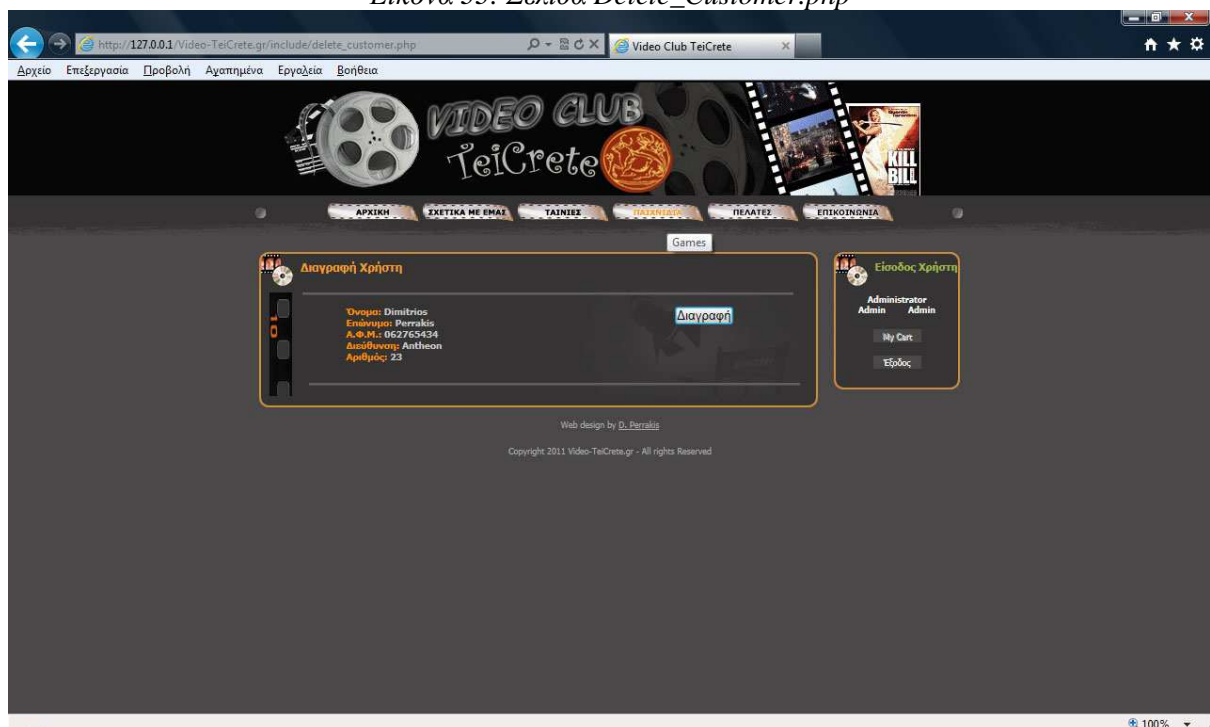 Εικόνα 55: Σελίδα Delete_Customer.php
http://127.0.0.1/Video-TeiCrete.gr/include/delete_customer.php
Video Club TeiCrete
Αρχείο Επεξεργασία Προβολή Αγαπημένα Εργαλεία Βοήθεια
VIDEO CLUB
TeiCrete
KILL
BILL
ΑΡΧΙΚΗ ΣΧΕΤΙΚΑ ΜΕ ΕΜΑΣ ΤΑΙΝΙΕΣ ΠΑΙΧΝΙΔΙΑ ΠΕΛΑΤΕΣ ΕΠΙΚΟΙΝΩΝΙΑ
Games
Διαγραφή Χρήστη
Όνομα: Dimitrios
Επώνυμο: Perrakis
Α.Φ.Μ.: 062765434
Διεύθυνση: Antheon
Αριθμός: 23
Διαγραφή
10
Είσοδος Χρήστη
Administrator
Admin Admin
My Cart
Έξοδος
Web design by D. Perrakis
Copyright 2011 Video-TeiCrete.gr - All rights Reserved
100%